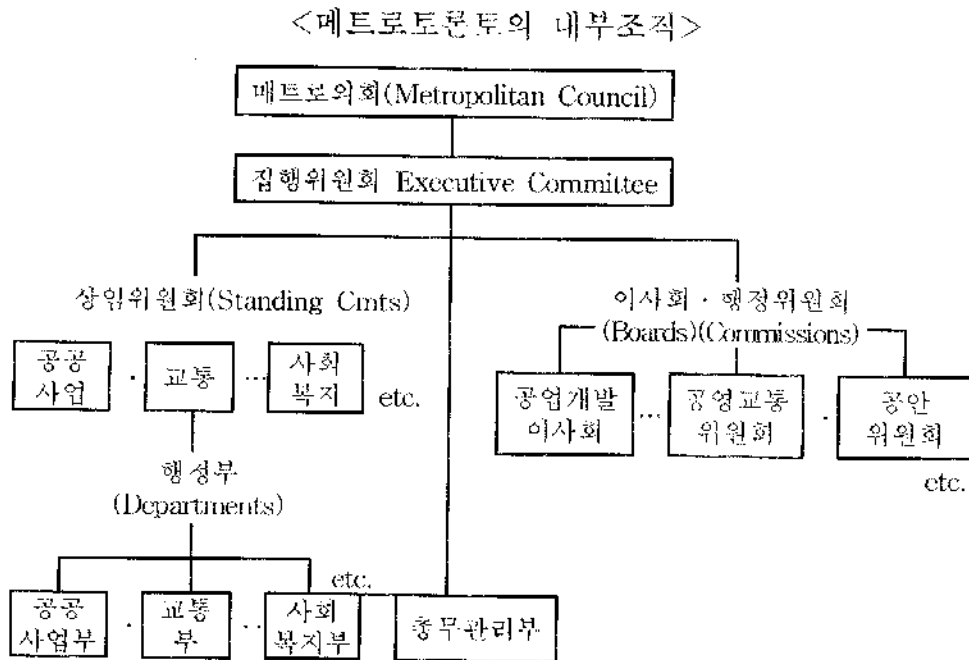 <메트로토론토의 내부조직>
매트로의회(Metropolitan Council)
집행위원회 Executive Committee
상임위원회(Standing Cmts)
공공
사업
·
교통
…
사회
복지
etc.
이사회·행정위원회
(Boards)(Commissions)
공업개발
이사회
…
공영교통
위원회
·
공안
위원회
etc.
행정부
(Departments)
공공
사업부
·
교통
부
..
사회
복지부
etc.
총무관리부